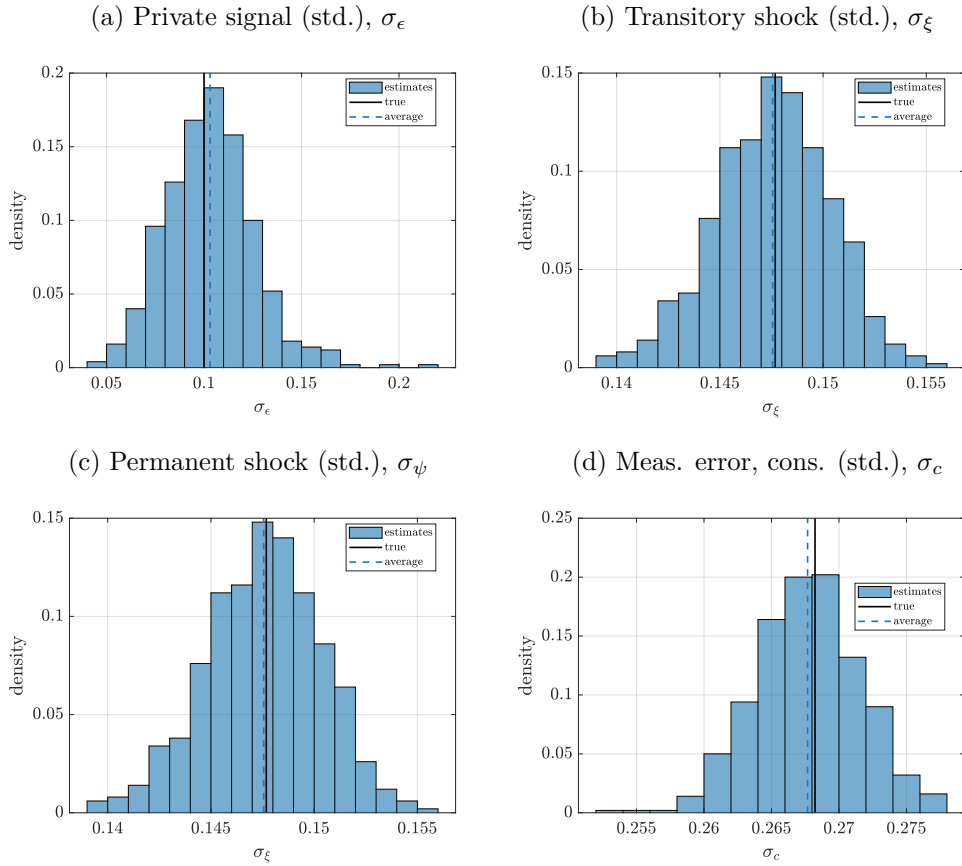 (a) Private signal (std.), σ_ϵ
0.2
0.15
0.1
0.05
0
density
estimates
true
average
0.05
0.1
0.15
0.2
σ_ϵ
(b) Transitory shock (std.), σ_ξ
0.15
0.1
0.05
0
density
estimates
true
average
0.14
0.145
0.15
0.155
σ_ξ
(c) Permanent shock (std.), σ_ψ
0.15
0.1
0.05
0
density
estimates
true
average
0.14
0.145
0.15
0.155
σ_ξ
(d) Meas. error, cons. (std.), σ_c
0.25
0.2
0.15
0.1
0.05
0
density
estimates
true
average
0.255
0.26
0.265
0.27
0.275
σ_c